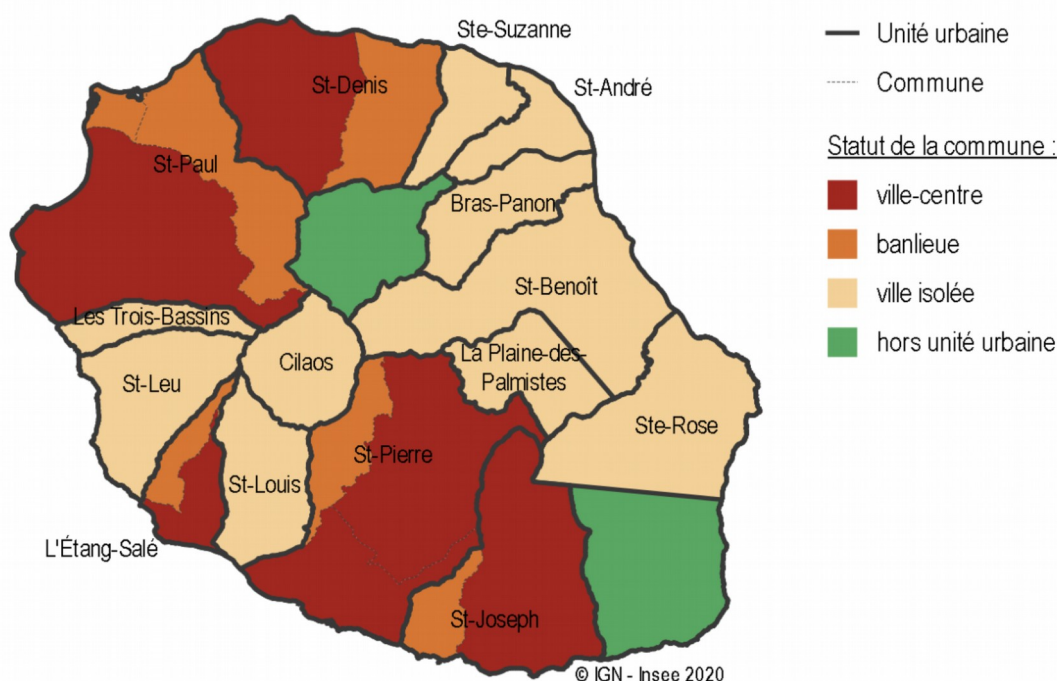 Ste-Suzanne
St-Denis
St-André
St-Paul
Bras-Panon
St-Benoît
Les Trois-Bassins
Cilaos
La Plaine-des-
Palmistes
St-Leu
Ste-Rose
St-Pierre
St-Louis
L'Étang-Salé
St-Joseph
© IGN - Insee 2020
Unité urbaine
Commune
Statut de la commune :
ville-centre
banlieue
ville isolée
hors unité urbaine